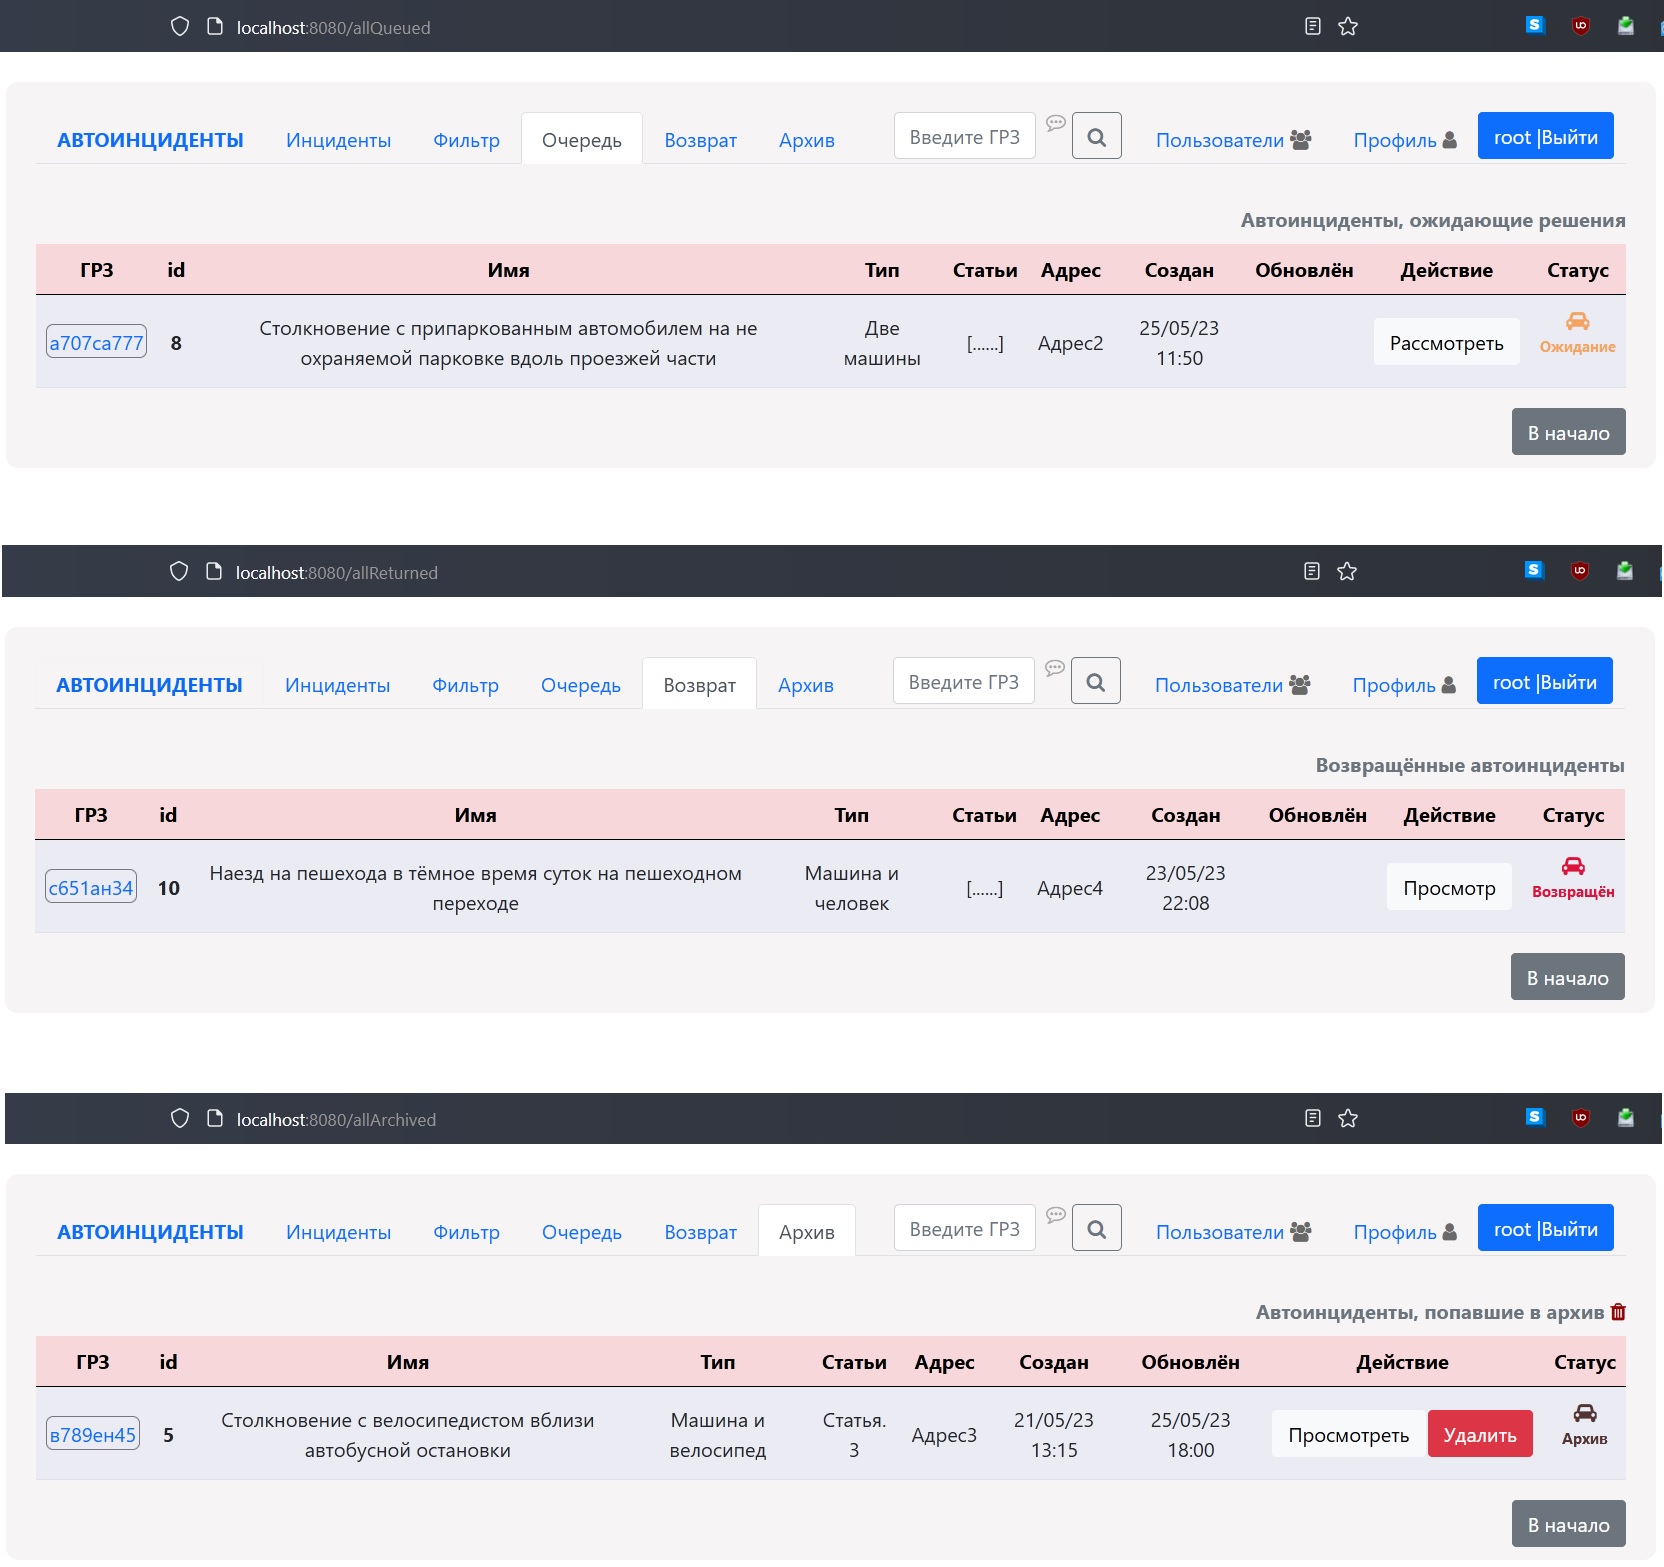 localhost:8080/allQueued
АВТОИНЦИДЕНТЫ Инциденты Фильтр Очередь Возврат Архив Введите ГРЗ Пользователи Профиль root |Выйти
Автоинциденты, ожидающие решения
ГРЗ id Имя Тип Статьи Адрес Создан Обновлён Действие Статус
а707са777 8 Столкновение с припаркованным автомобилем на не Две [......] Адрес2 25/05/23 Рассмотреть Ожидание
охраняемой парковке вдоль проезжей части машины 11:50
В начало
localhost:8080/allReturned
АВТОИНЦИДЕНТЫ Инциденты Фильтр Очередь Возврат Архив Введите ГРЗ Пользователи Профиль root |Выйти
Возвращённые автоинциденты
ГРЗ id Имя Тип Статьи Адрес Создан Обновлён Действие Статус
с651ан34 10 Наезд на пешехода в тёмное время суток на пешеходном Машина и [......] Адрес4 23/05/23 Просмотр Возвращён
переходе человек 22:08
В начало
localhost:8080/allArchived
АВТОИНЦИДЕНТЫ Инциденты Фильтр Очередь Возврат Архив Введите ГРЗ Пользователи Профиль root |Выйти
Автоинциденты, попавшие в архив
ГРЗ id Имя Тип Статьи Адрес Создан Обновлён Действие Статус
в789ен45 5 Столкновение с велосипедистом вблизи Машина и Статья. Адрес3 21/05/23 25/05/23 Просмотреть Удалить Архив
автобусной остановки велосипед 3 13:15 18:00
В начало